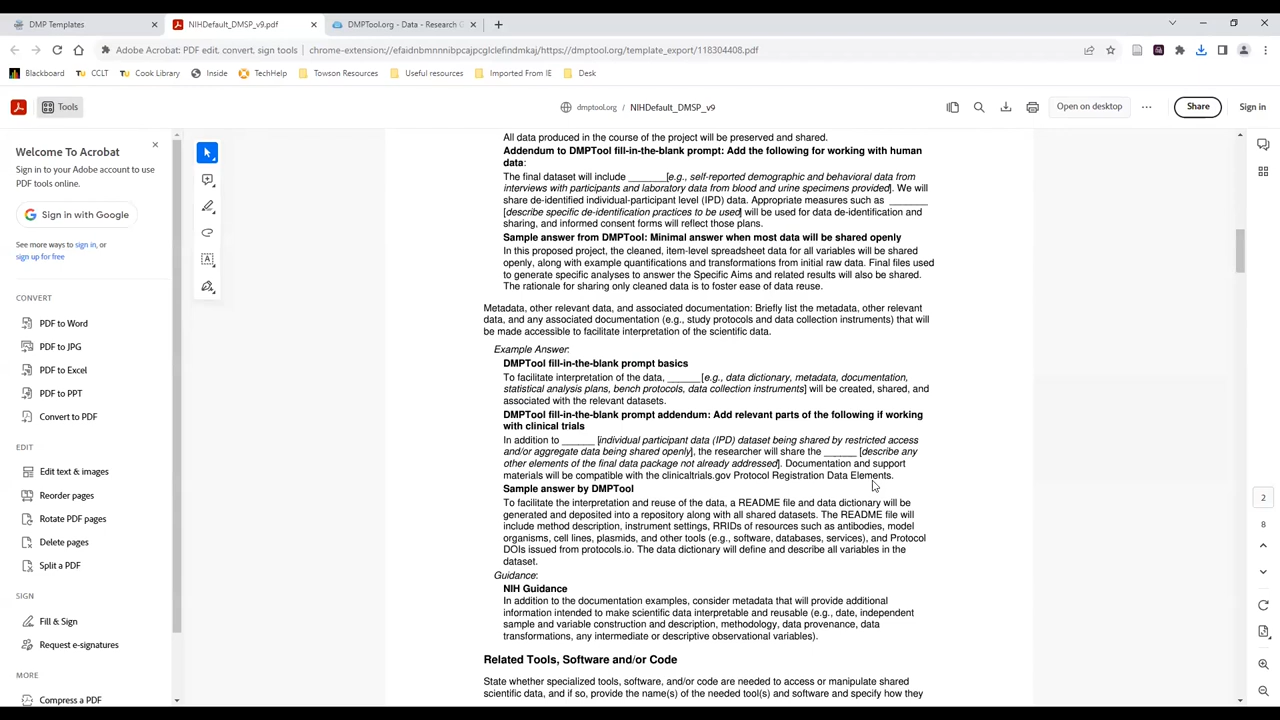 DMP Templates
NIHDefault_DMSP_v9.pdf
DMPTool.org - Data - Research G
Adobe Acrobat: PDF edit, convert, sign tools
chrome-extension://efaidnbmnnnibpcajpcglclefindmkaj/https://dmptool.org/template_export/118304408.pdf
Blackboard
TU CCLT
TU Cook Library
Inside
TechHelp
Towson Resources
Useful resources
Imported From IE
Desk
Tools
dmptool.org / NIHDefault_DMSP_v9
Open on desktop
Share
Sign in
Welcome To Acrobat
Sign in to your Adobe account to use
PDF tools online.
Sign in with Google
See more ways to sign in, or
sign up for free
CONVERT
PDF to Word
PDF to JPG
PDF to Excel
PDF to PPT
Convert to PDF
EDIT
Edit text & images
Reorder pages
Rotate PDF pages
Delete pages
Split a PDF
SIGN
Fill & Sign
Request e-signatures
MORE
Compress a PDF
All data produced in the course of the project will be preserved and shared.
Addendum to DMPTool fill-in-the-blank prompt: Add the following for working with human
data:
The final dataset will include _______[e.g., self-reported demographic and behavioral data from
interviews with participants and laboratory data from blood and urine specimens provided]. We will
share de-identified individual-participant level (IPD) data. Appropriate measures such as _______
[describe specific de-identification practices to be used] will be used for data de-identification and
sharing, and informed consent forms will reflect those plans.
Sample answer from DMPTool: Minimal answer when most data will be shared openly
In this proposed project, the cleaned, item-level spreadsheet data for all variables will be shared
openly, along with example quantifications and transformations from initial raw data. Final files used
to generate specific analyses to answer the Specific Aims and related results will also be shared.
The rationale for sharing only cleaned data is to foster ease of data reuse.
Metadata, other relevant data, and associated documentation: Briefly list the metadata, other relevant
data, and any associated documentation (e.g., study protocols and data collection instruments) that will
be made accessible to facilitate interpretation of the scientific data.
Example Answer:
DMPTool fill-in-the-blank prompt basics
To facilitate interpretation of the data, ______[e.g., data dictionary, metadata, documentation,
statistical analysis plans, bench protocols, data collection instruments] will be created, shared, and
associated with the relevant datasets.
DMPTool fill-in-the-blank prompt addendum: Add relevant parts of the following if working
with clinical trials
In addition to ______ [individual participant data (IPD) dataset being shared by restricted access
and/or aggregate data being shared openly], the researcher will share the ______ [describe any
other elements of the final data package not already addressed]. Documentation and support
materials will be compatible with the clinicaltrials.gov Protocol Registration Data Elements.
Sample answer by DMPTool
To facilitate the interpretation and reuse of the data, a README file and data dictionary will be
generated and deposited into a repository along with all shared datasets. The README file will
include method description, instrument settings, RRIDs of resources such as antibodies, model
organisms, cell lines, plasmids, and other tools (e.g., software, databases, services), and Protocol
DOIs issued from protocols.io. The data dictionary will define and describe all variables in the
dataset.
Guidance:
NIH Guidance
In addition to the documentation examples, consider metadata that will provide additional
information intended to make scientific data interpretable and reusable (e.g., date, independent
sample and variable construction and description, methodology, data provenance, data
transformations, any intermediate or descriptive observational variables).
Related Tools, Software and/or Code
State whether specialized tools, software, and/or code are needed to access or manipulate shared
scientific data, and if so, provide the name(s) of the needed tool(s) and software and specify how they
2
8